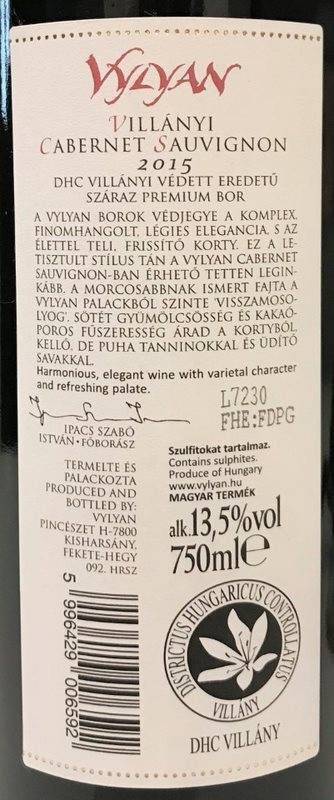 VYLYAN
VILLÁNYI
CABERNET SAUVIGNON
2015
DHC VILLÁNYI VÉDETT EREDETŰ
SZÁRAZ PREMIUM BOR
A VYLYAN BOROK VÉDJEGYE A KOMPLEX,
FINOMHANGOLT, LÉGIES ELEGANCIA, S AZ
ÉLETTEL TELI, FRISSÍTŐ KORTY. EZ A LE-
TISZTULT STÍLUS TÁN A VYLYAN CABERNET
SAUVIGNON-BAN ÉRHETŐ TETTEN LEGIN-
KÁBB. A MORCOSABBNAK ISMERT FAJTA A
VYLYAN PALACKBÓL SZINTE 'VISSZAMOSO-
LYOG'. SÖTÉT GYÜMÖLCSÖSSÉG ÉS KAKAÓ-
POROS FŰSZERESSÉG ÁRAD A KORTYBÓL,
KELLŐ, DE PUHA TANNINOKKAL ÉS ÜDÍTŐ
SAVAKKAL.
Harmonious, elegant wine with varietal character
and refreshing palate.
L7230
FHE:FDPG
IPACS SZABÓ
ISTVÁN•FŐBORÁSZ
TERMELTE ÉS
PALACKOZTA
PRODUCED AND
BOTTLED BY:
VYLYAN
PINCÉSZET H-7800
KISHARSÁNY,
FEKETE-HEGY
092. HRSZ
Szulfitokat tartalmaz.
Contains sulphites.
Produce of Hungary
www.vylyan.hu
MAGYAR TERMÉK
alk.13,5%vol
750ml℮
5 996429 006592
DISTRICTUS HUNGARICUS CONTROLLATUS
VILLÁNY
DHC VILLÁNY